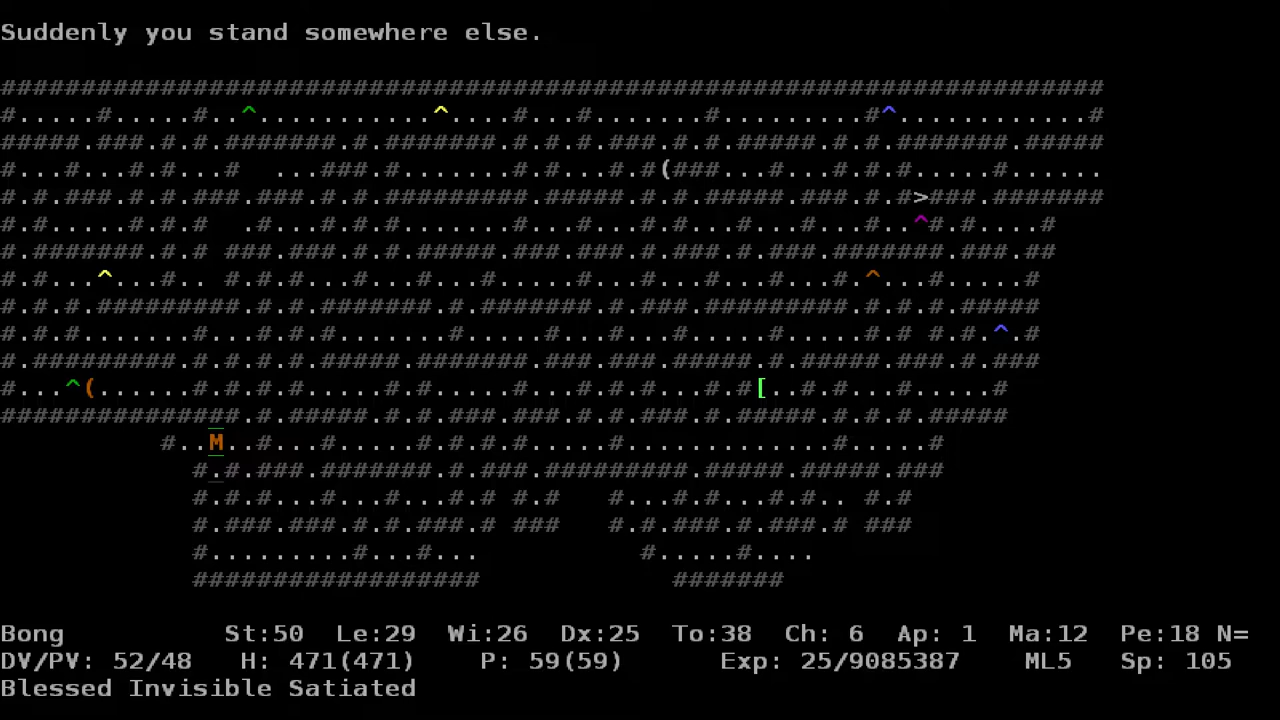 Suddenly you stand somewhere else.
Bong St:50 Le:29 Wi:26 Dx:25 To:38 Ch: 6 Ap: 1 Ma:12 Pe:18 N=
DV/PV: 52/48 H: 471(471) P: 59(59) Exp: 25/9085387 ML5 Sp: 105
Blessed Invisible Satiated